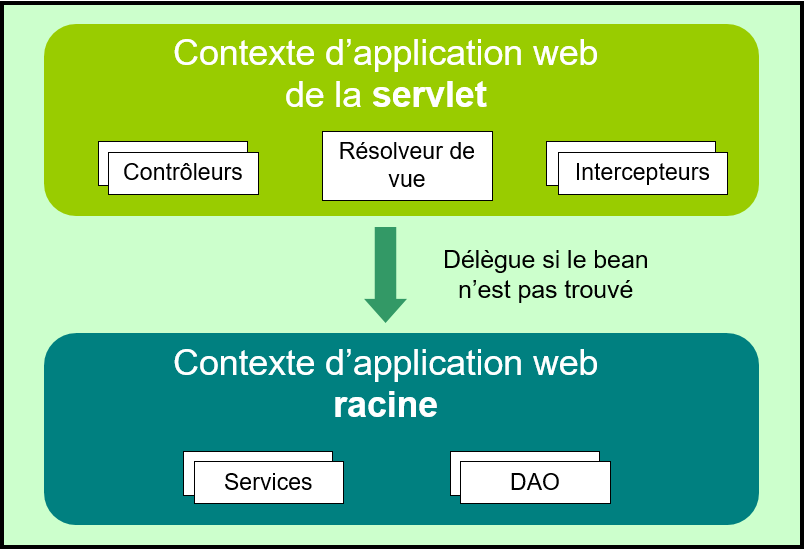 Contexte d’application web
de la servlet
Contrôleurs
Résolveur de
vue
Intercepteurs
Délègue si le bean
n’est pas trouvé
Contexte d’application web
racine
Services
DAO